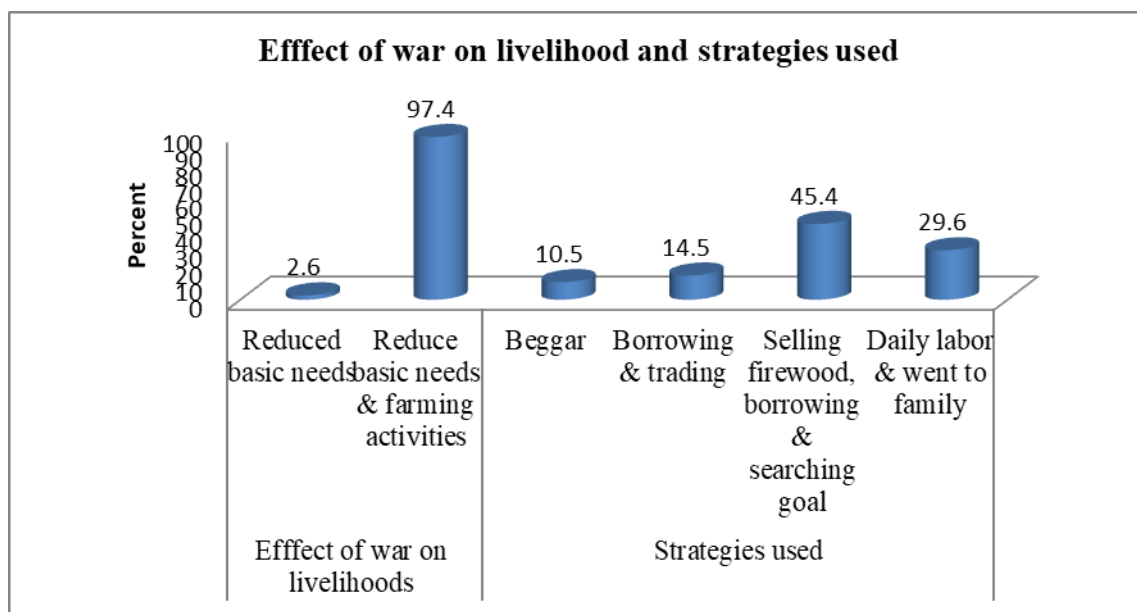 Efffect of war on livelihood and strategies used
Percent
100
90
80
70
60
50
40
30
20
10
0
2.6
97.4
10.5
14.5
45.4
29.6
Reduced
basic needs
Reduce
basic needs
& farming
activities
Beggar
Borrowing
& trading
Selling
firewood,
borrowing
&
searching
goal
Daily labor
& went to
family
Efffect of war on
livelihoods
Strategies used